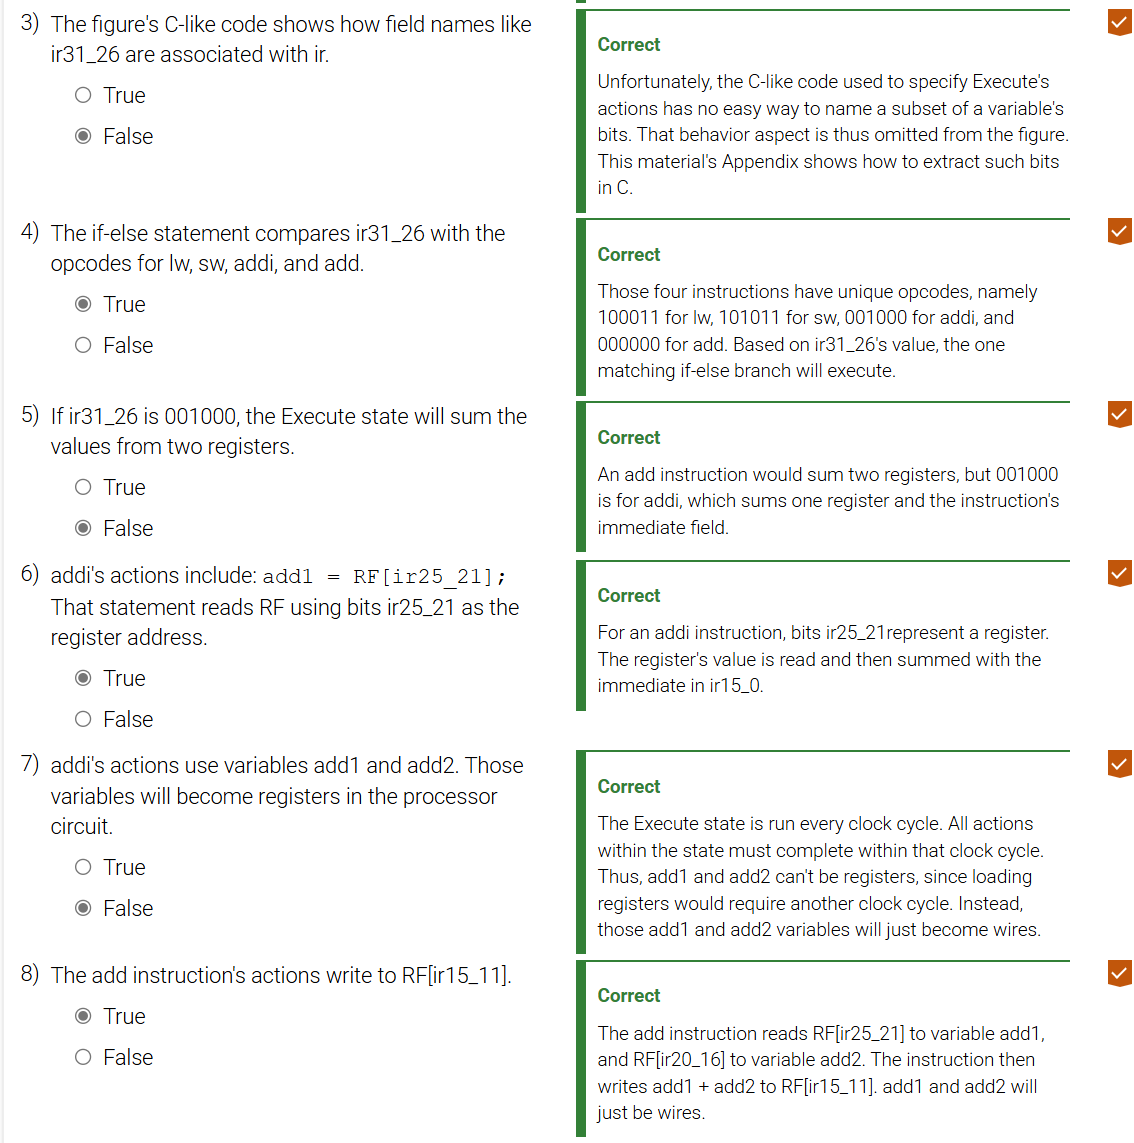 3) The figure's C-like code shows how field names like
ir31_26 are associated with ir.
True
False
Correct
Unfortunately, the C-like code used to specify Execute's
actions has no easy way to name a subset of a variable's
bits. That behavior aspect is thus omitted from the figure.
This material's Appendix shows how to extract such bits
in C.
4) The if-else statement compares ir31_26 with the
opcodes for lw, sw, addi, and add.
True
False
Correct
Those four instructions have unique opcodes, namely
100011 for lw, 101011 for sw, 001000 for addi, and
000000 for add. Based on ir31_26's value, the one
matching if-else branch will execute.
5) If ir31_26 is 001000, the Execute state will sum the
values from two registers.
True
False
Correct
An add instruction would sum two registers, but 001000
is for addi, which sums one register and the instruction's
immediate field.
6) addi's actions include: add1 = RF[ir25_21];
That statement reads RF using bits ir25_21 as the
register address.
True
False
Correct
For an addi instruction, bits ir25_21represent a register.
The register's value is read and then summed with the
immediate in ir15_0.
7) addi's actions use variables add1 and add2. Those
variables will become registers in the processor
circuit.
True
False
Correct
The Execute state is run every clock cycle. All actions
within the state must complete within that clock cycle.
Thus, add1 and add2 can't be registers, since loading
registers would require another clock cycle. Instead,
those add1 and add2 variables will just become wires.
8) The add instruction's actions write to RF[ir15_11].
True
False
Correct
The add instruction reads RF[ir25_21] to variable add1,
and RF[ir20_16] to variable add2. The instruction then
writes add1 + add2 to RF[ir15_11]. add1 and add2 will
just be wires.